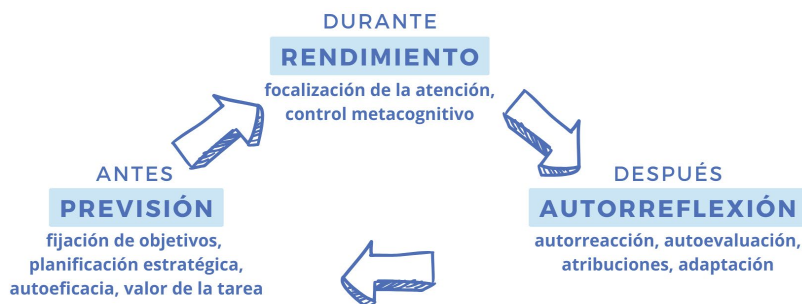 DURANTE
RENDIMIENTO
focalización de la atención,
control metacognitivo
ANTES
PREVISIÓN
fijación de objetivos,
planificación estratégica,
autoeficacia, valor de la tarea
DESPUÉS
AUTORREFLEXIÓN
autorreacción, autoevaluación,
atribuciones, adaptación